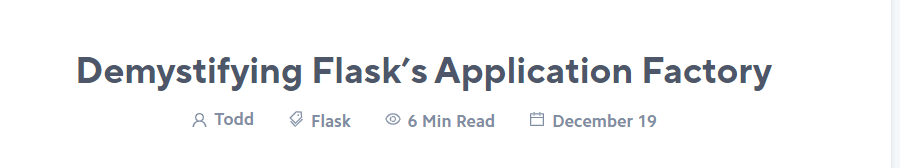 Demystifying Flask’s Application Factory
Todd Flask 6 Min Read December 19